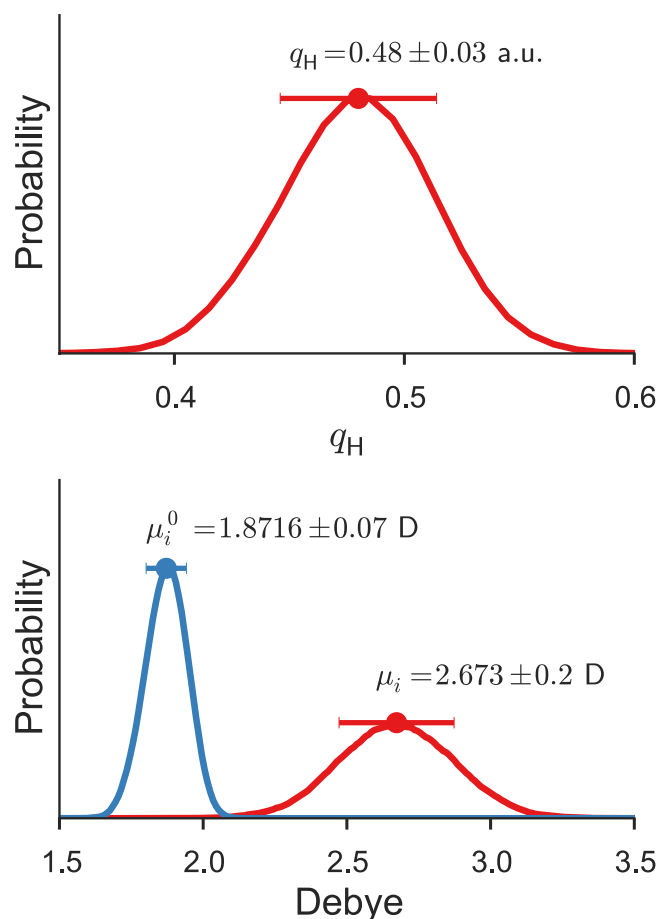 q_H = 0.48 ± 0.03 a.u.
Probability
0.4 0.5 0.6
q_H
μ_i^0 = 1.8716 ± 0.07 D
Probability
μ_i = 2.673 ± 0.2 D
1.5 2.0 2.5 3.0 3.5
Debye